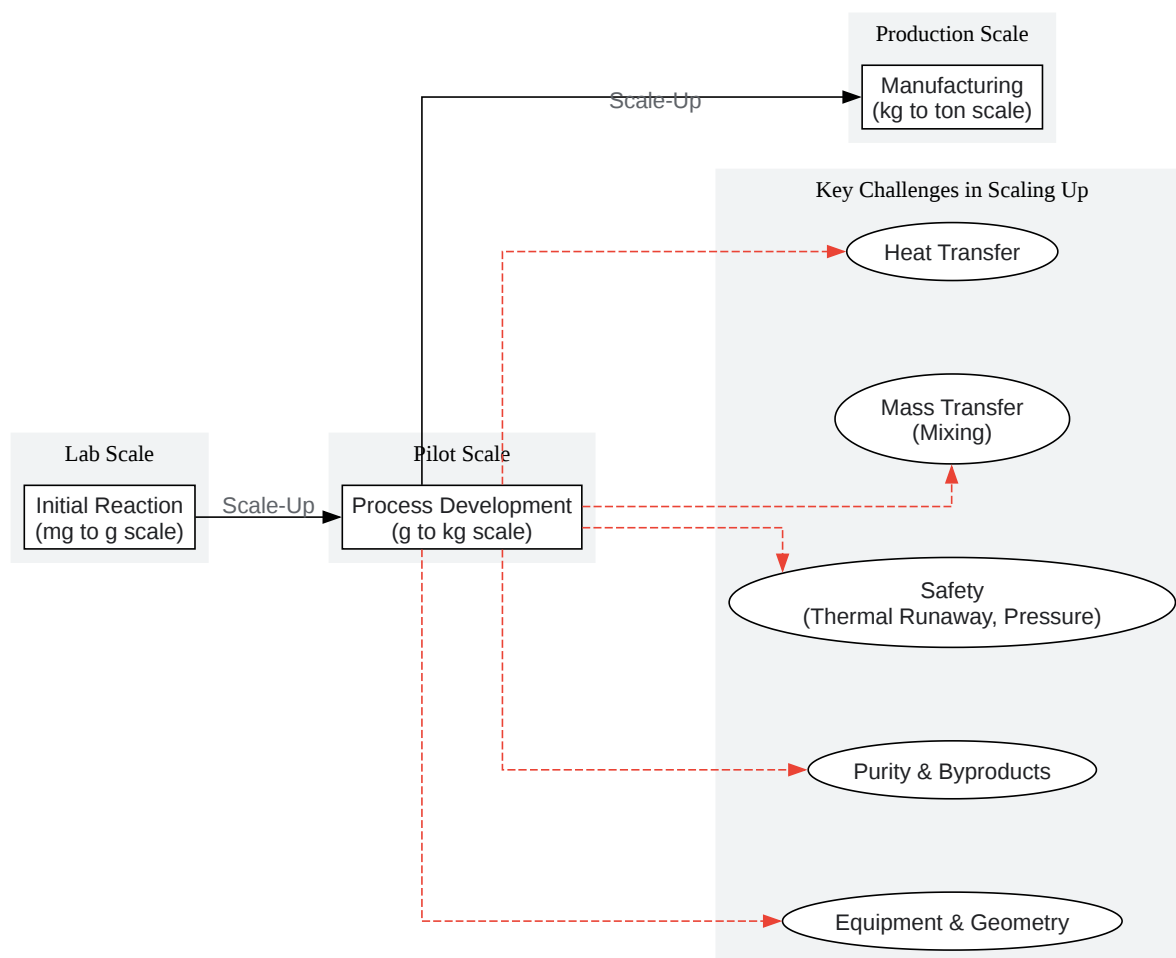 Production Scale
Manufacturing
(kg to ton scale)
Scale-Up
Key Challenges in Scaling Up
Heat Transfer
Mass Transfer
(Mixing)
Lab Scale
Initial Reaction
(mg to g scale)
Scale-Up
Pilot Scale
Process Development
(g to kg scale)
Safety
(Thermal Runaway, Pressure)
Purity & Byproducts
Equipment & Geometry